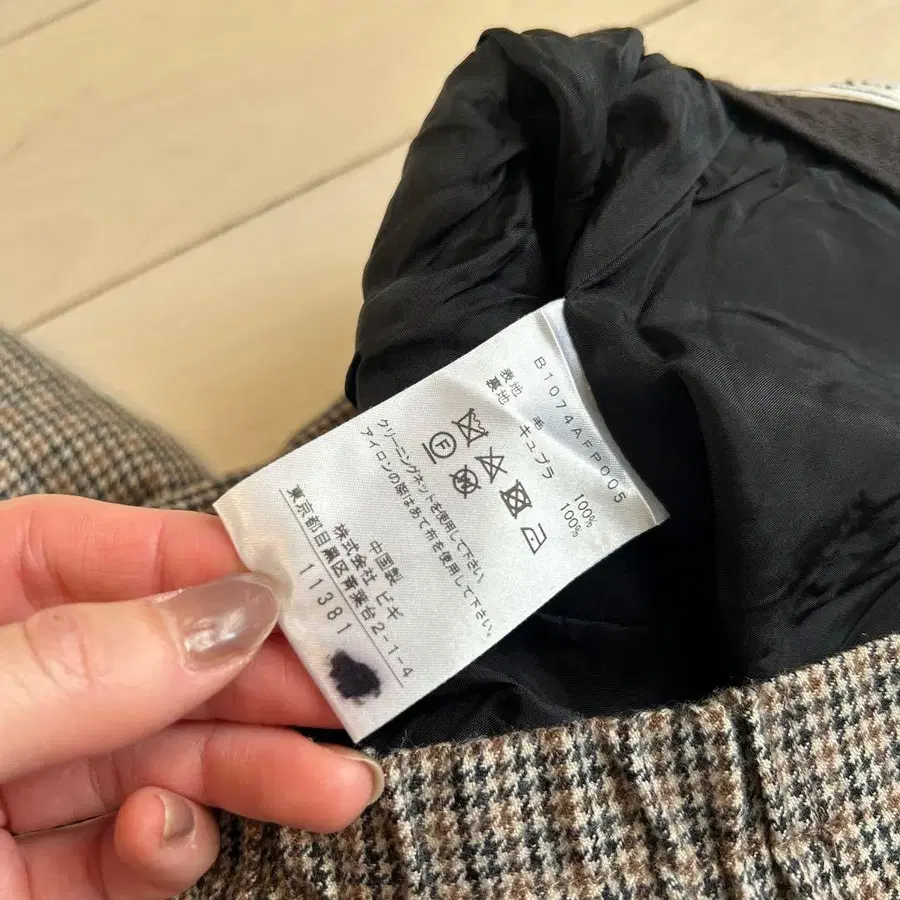 B1074AFP005
表地 毛 100%
裏地 キュプラ 100%
F
クリーニングネットを使用して下さい
アイロンの際はあて布を使用して下さい。
中国製
株式会社 ビギ
東京都目黒区青葉台2-1-4
11381